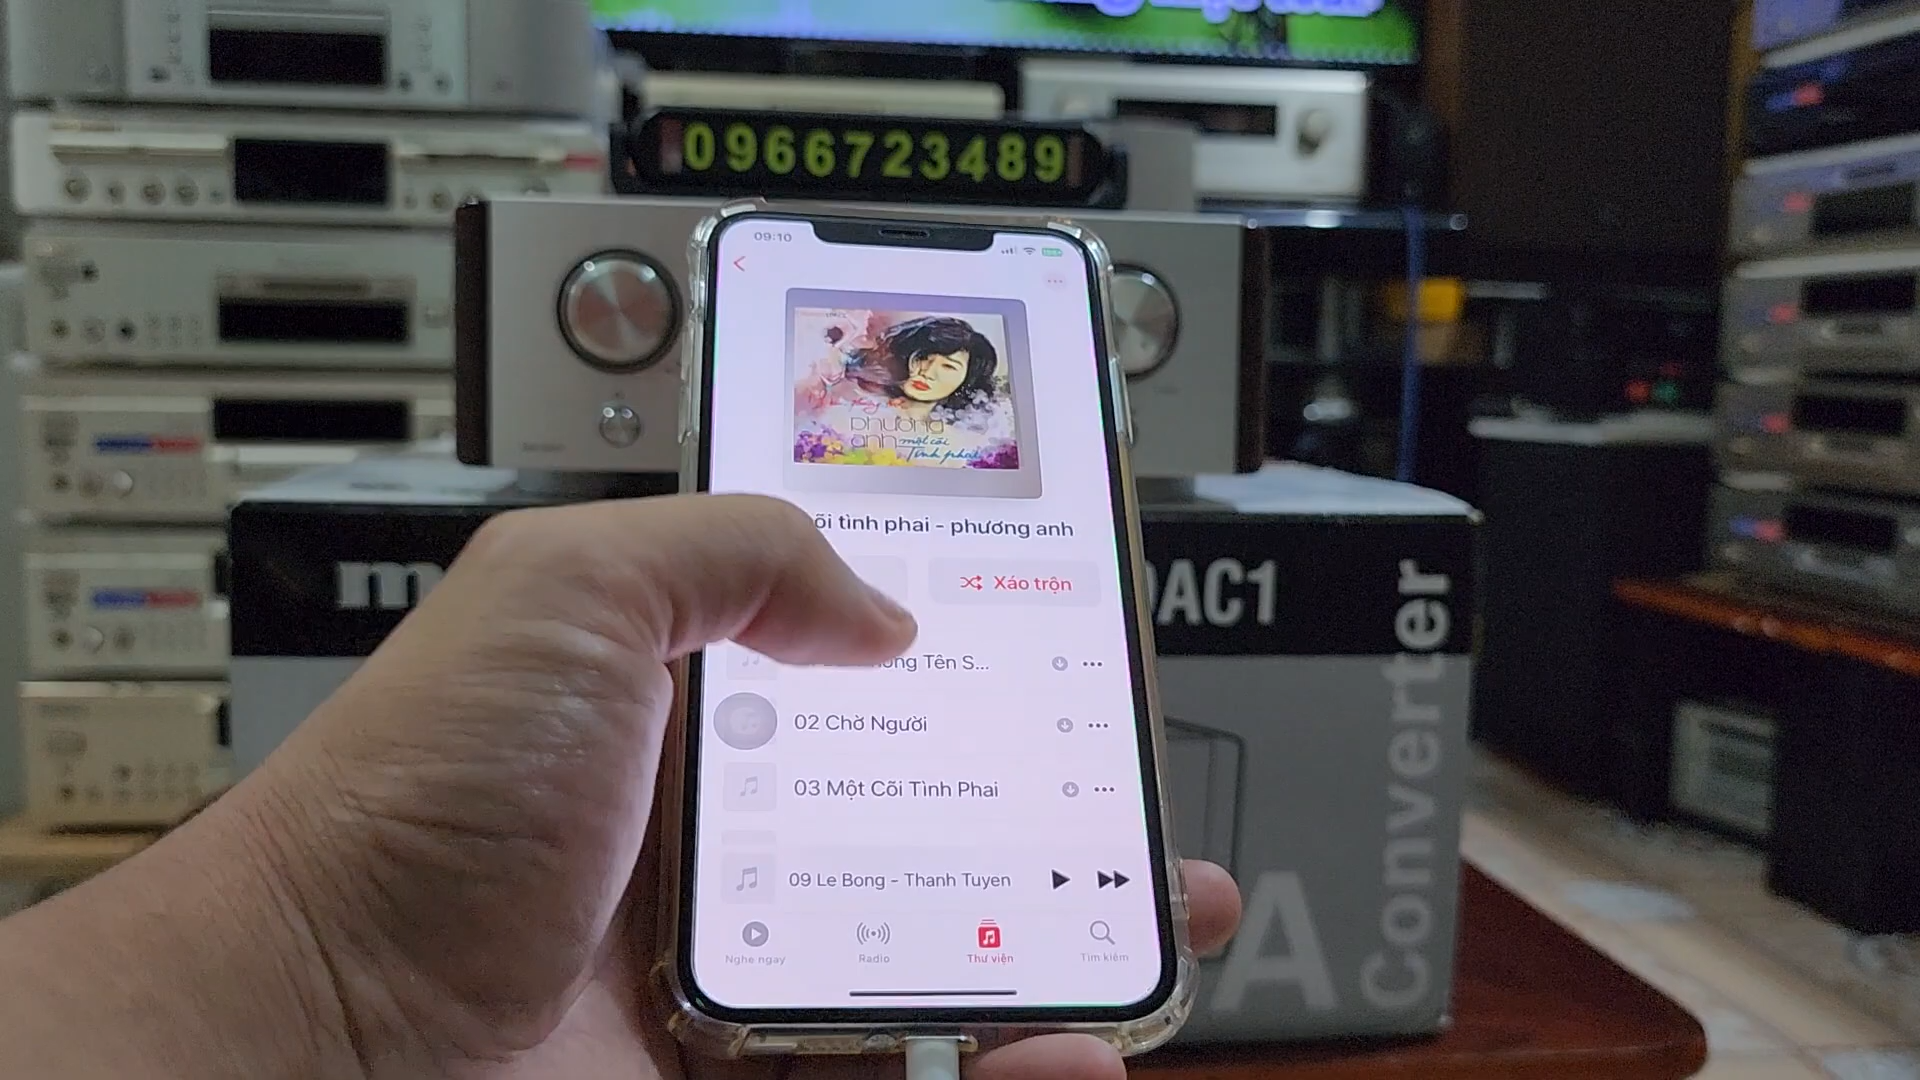 0966723489
09:10
phương
anh một cõi
Tình phai
õi tình phai - phương anh
Xáo trộn
ong Tên S...
02 Chờ Người
03 Một Cõi Tình Phai
09 Le Bong - Thanh Tuyen
Nghe ngay
Radio
Thư viện
Tìm kiếm
m
DAC1
Converter
A